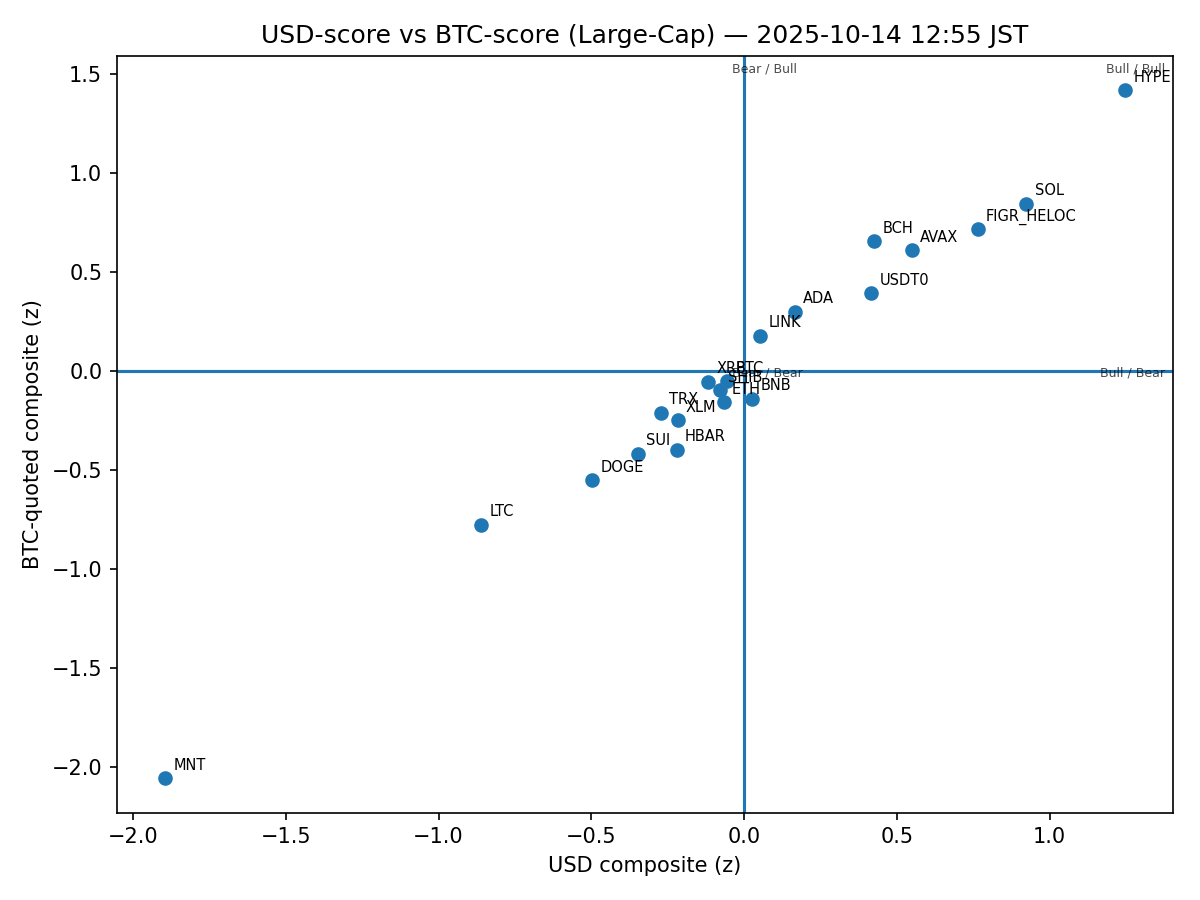 USD-score vs BTC-score (Large-Cap) — 2025-10-14 12:55 JST
Bear / Bull
Bull / Bull
HYPE
SOL
FIGR_HELOC
BCH
AVAX
USDT0
ADA
LINK
XRP
BTC
SHIB
Bear / Bear
Bull / Bear
ETH
BNB
TRX
XLM
HBAR
SUI
DOGE
LTC
MNT
1.5
1.0
0.5
0.0
−0.5
−1.0
−1.5
−2.0
BTC-quoted composite (z)
−2.0
−1.5
−1.0
−0.5
0.0
0.5
1.0
USD composite (z)